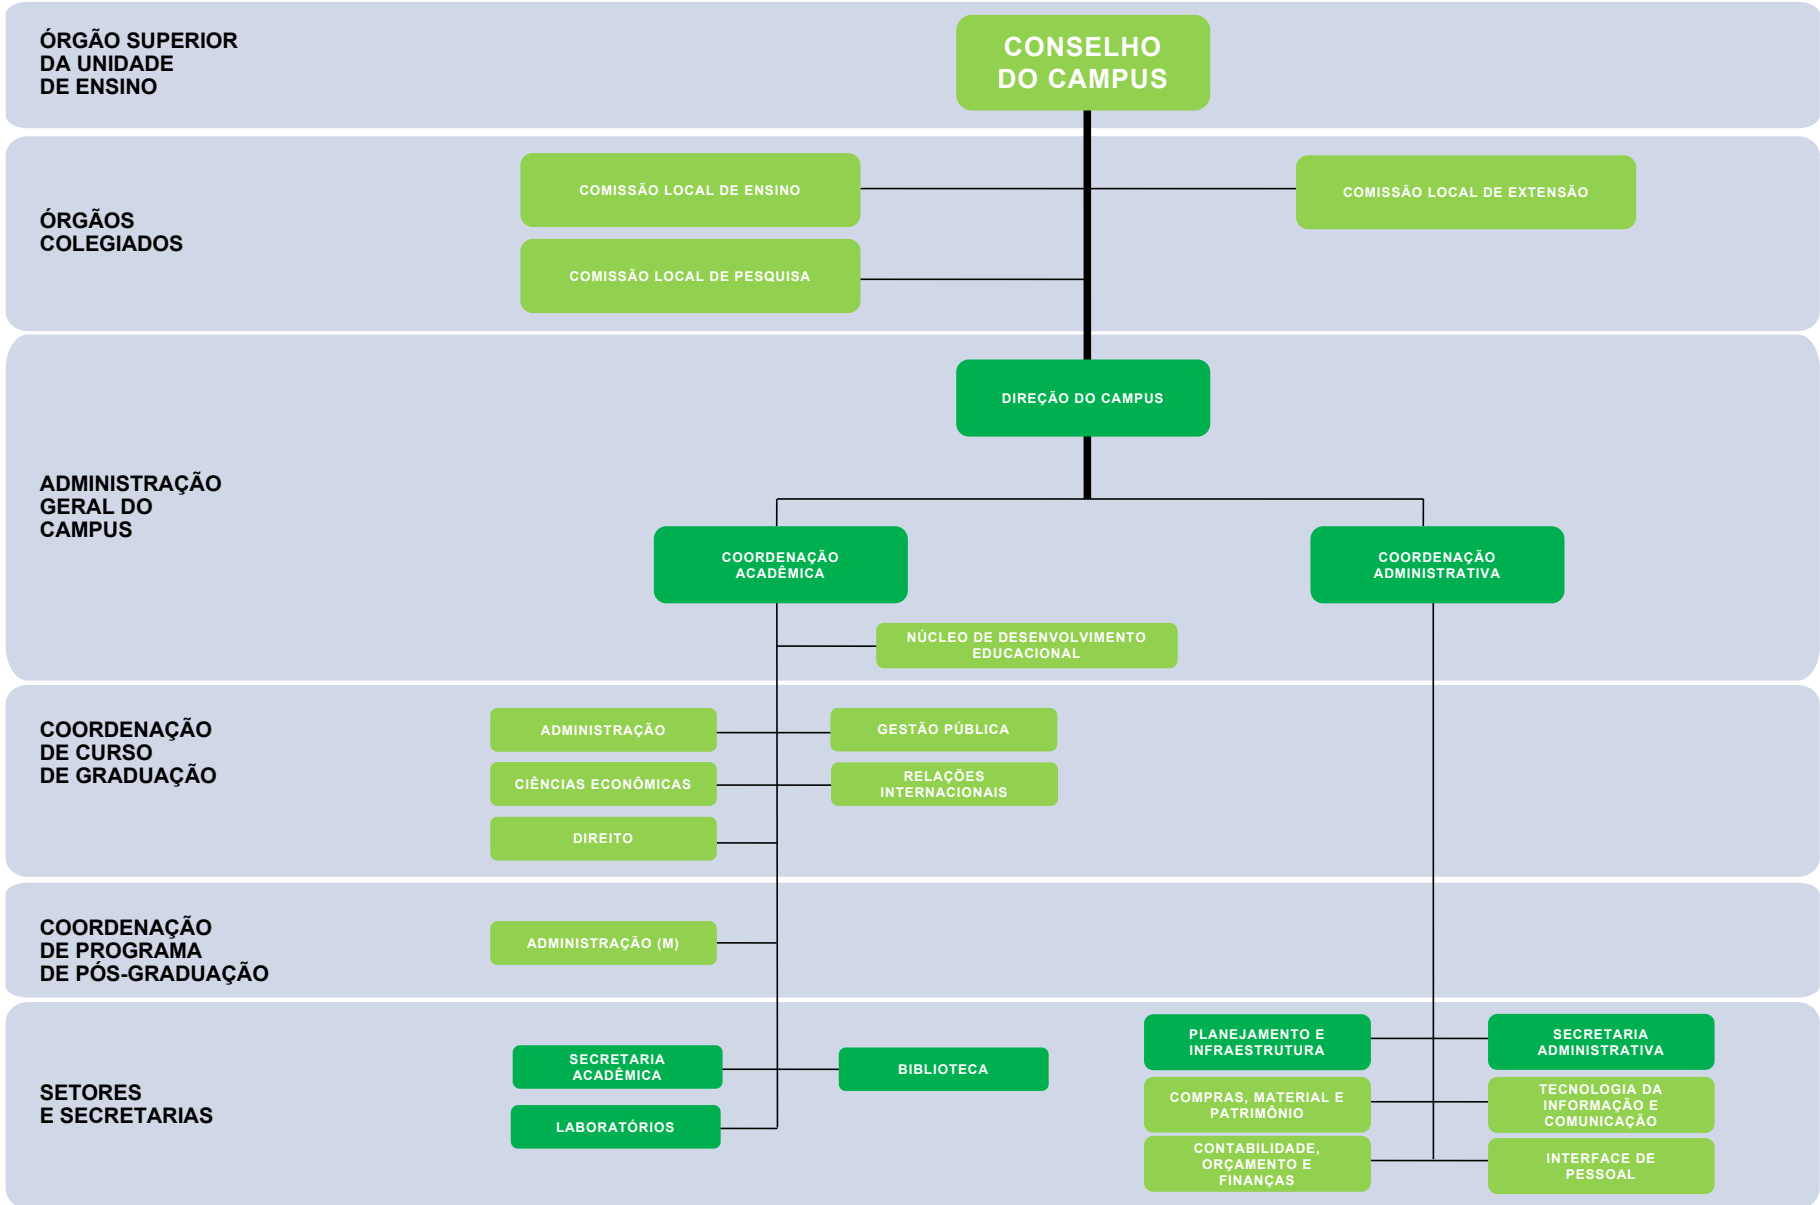 ÓRGÃO SUPERIOR
DA UNIDADE
DE ENSINO
CONSELHO
DO CAMPUS
ÓRGÃOS
COLEGIADOS
COMISSÃO LOCAL DE ENSINO
COMISSÃO LOCAL DE EXTENSÃO
COMISSÃO LOCAL DE PESQUISA
ADMINISTRAÇÃO
GERAL DO
CAMPUS
DIREÇÃO DO CAMPUS
COORDENAÇÃO
ACADÊMICA
COORDENAÇÃO
ADMINISTRATIVA
NÚCLEO DE DESENVOLVIMENTO
EDUCACIONAL
COORDENAÇÃO
DE CURSO
DE GRADUAÇÃO
ADMINISTRAÇÃO
GESTÃO PÚBLICA
CIÊNCIAS ECONÔMICAS
RELAÇÕES
INTERNACIONAIS
DIREITO
COORDENAÇÃO
DE PROGRAMA
DE PÓS-GRADUAÇÃO
ADMINISTRAÇÃO (M)
SETORES
E SECRETARIAS
SECRETARIA
ACADÊMICA
BIBLIOTECA
LABORATÓRIOS
PLANEJAMENTO E
INFRAESTRUTURA
SECRETARIA
ADMINISTRATIVA
COMPRAS, MATERIAL E
PATRIMÔNIO
TECNOLOGIA DA
INFORMAÇÃO E
COMUNICAÇÃO
CONTABILIDADE,
ORÇAMENTO E
FINANÇAS
INTERFACE DE
PESSOAL